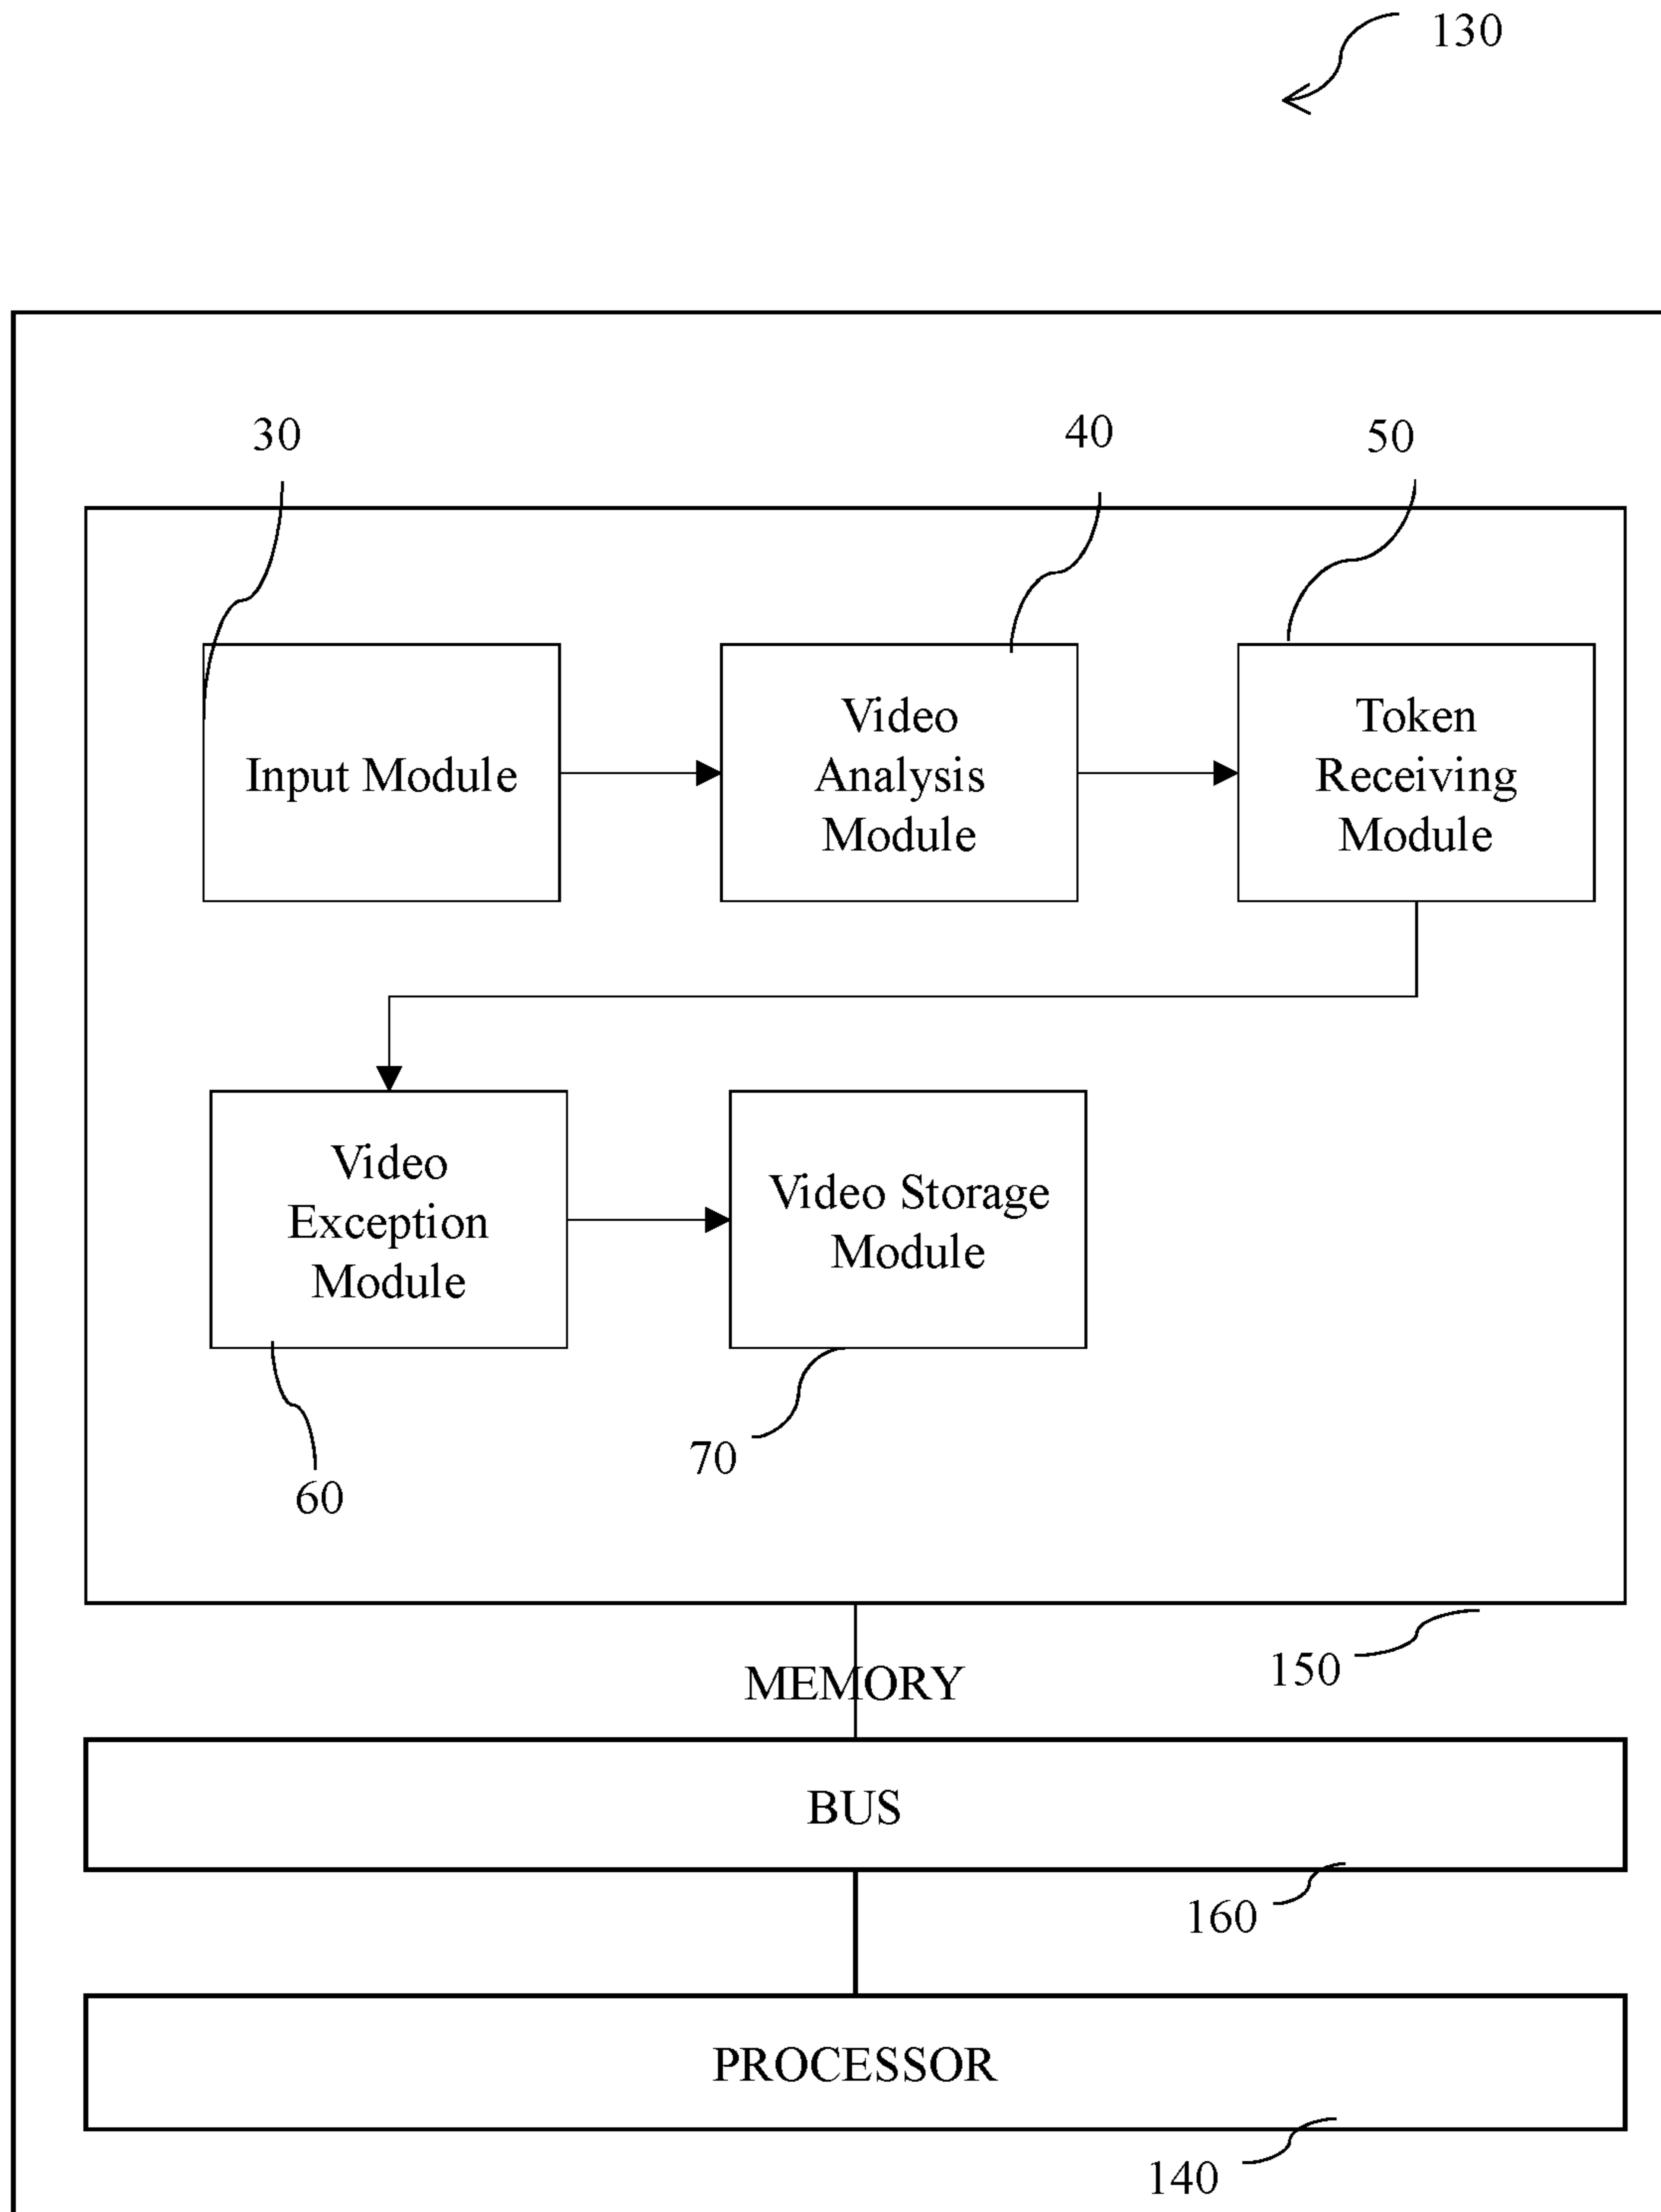 130
30
40
50
Input Module
Video
Analysis
Module
Token
Receiving
Module
Video
Exception
Module
Video Storage
Module
70
60
150
MEMORY
BUS
160
PROCESSOR
140